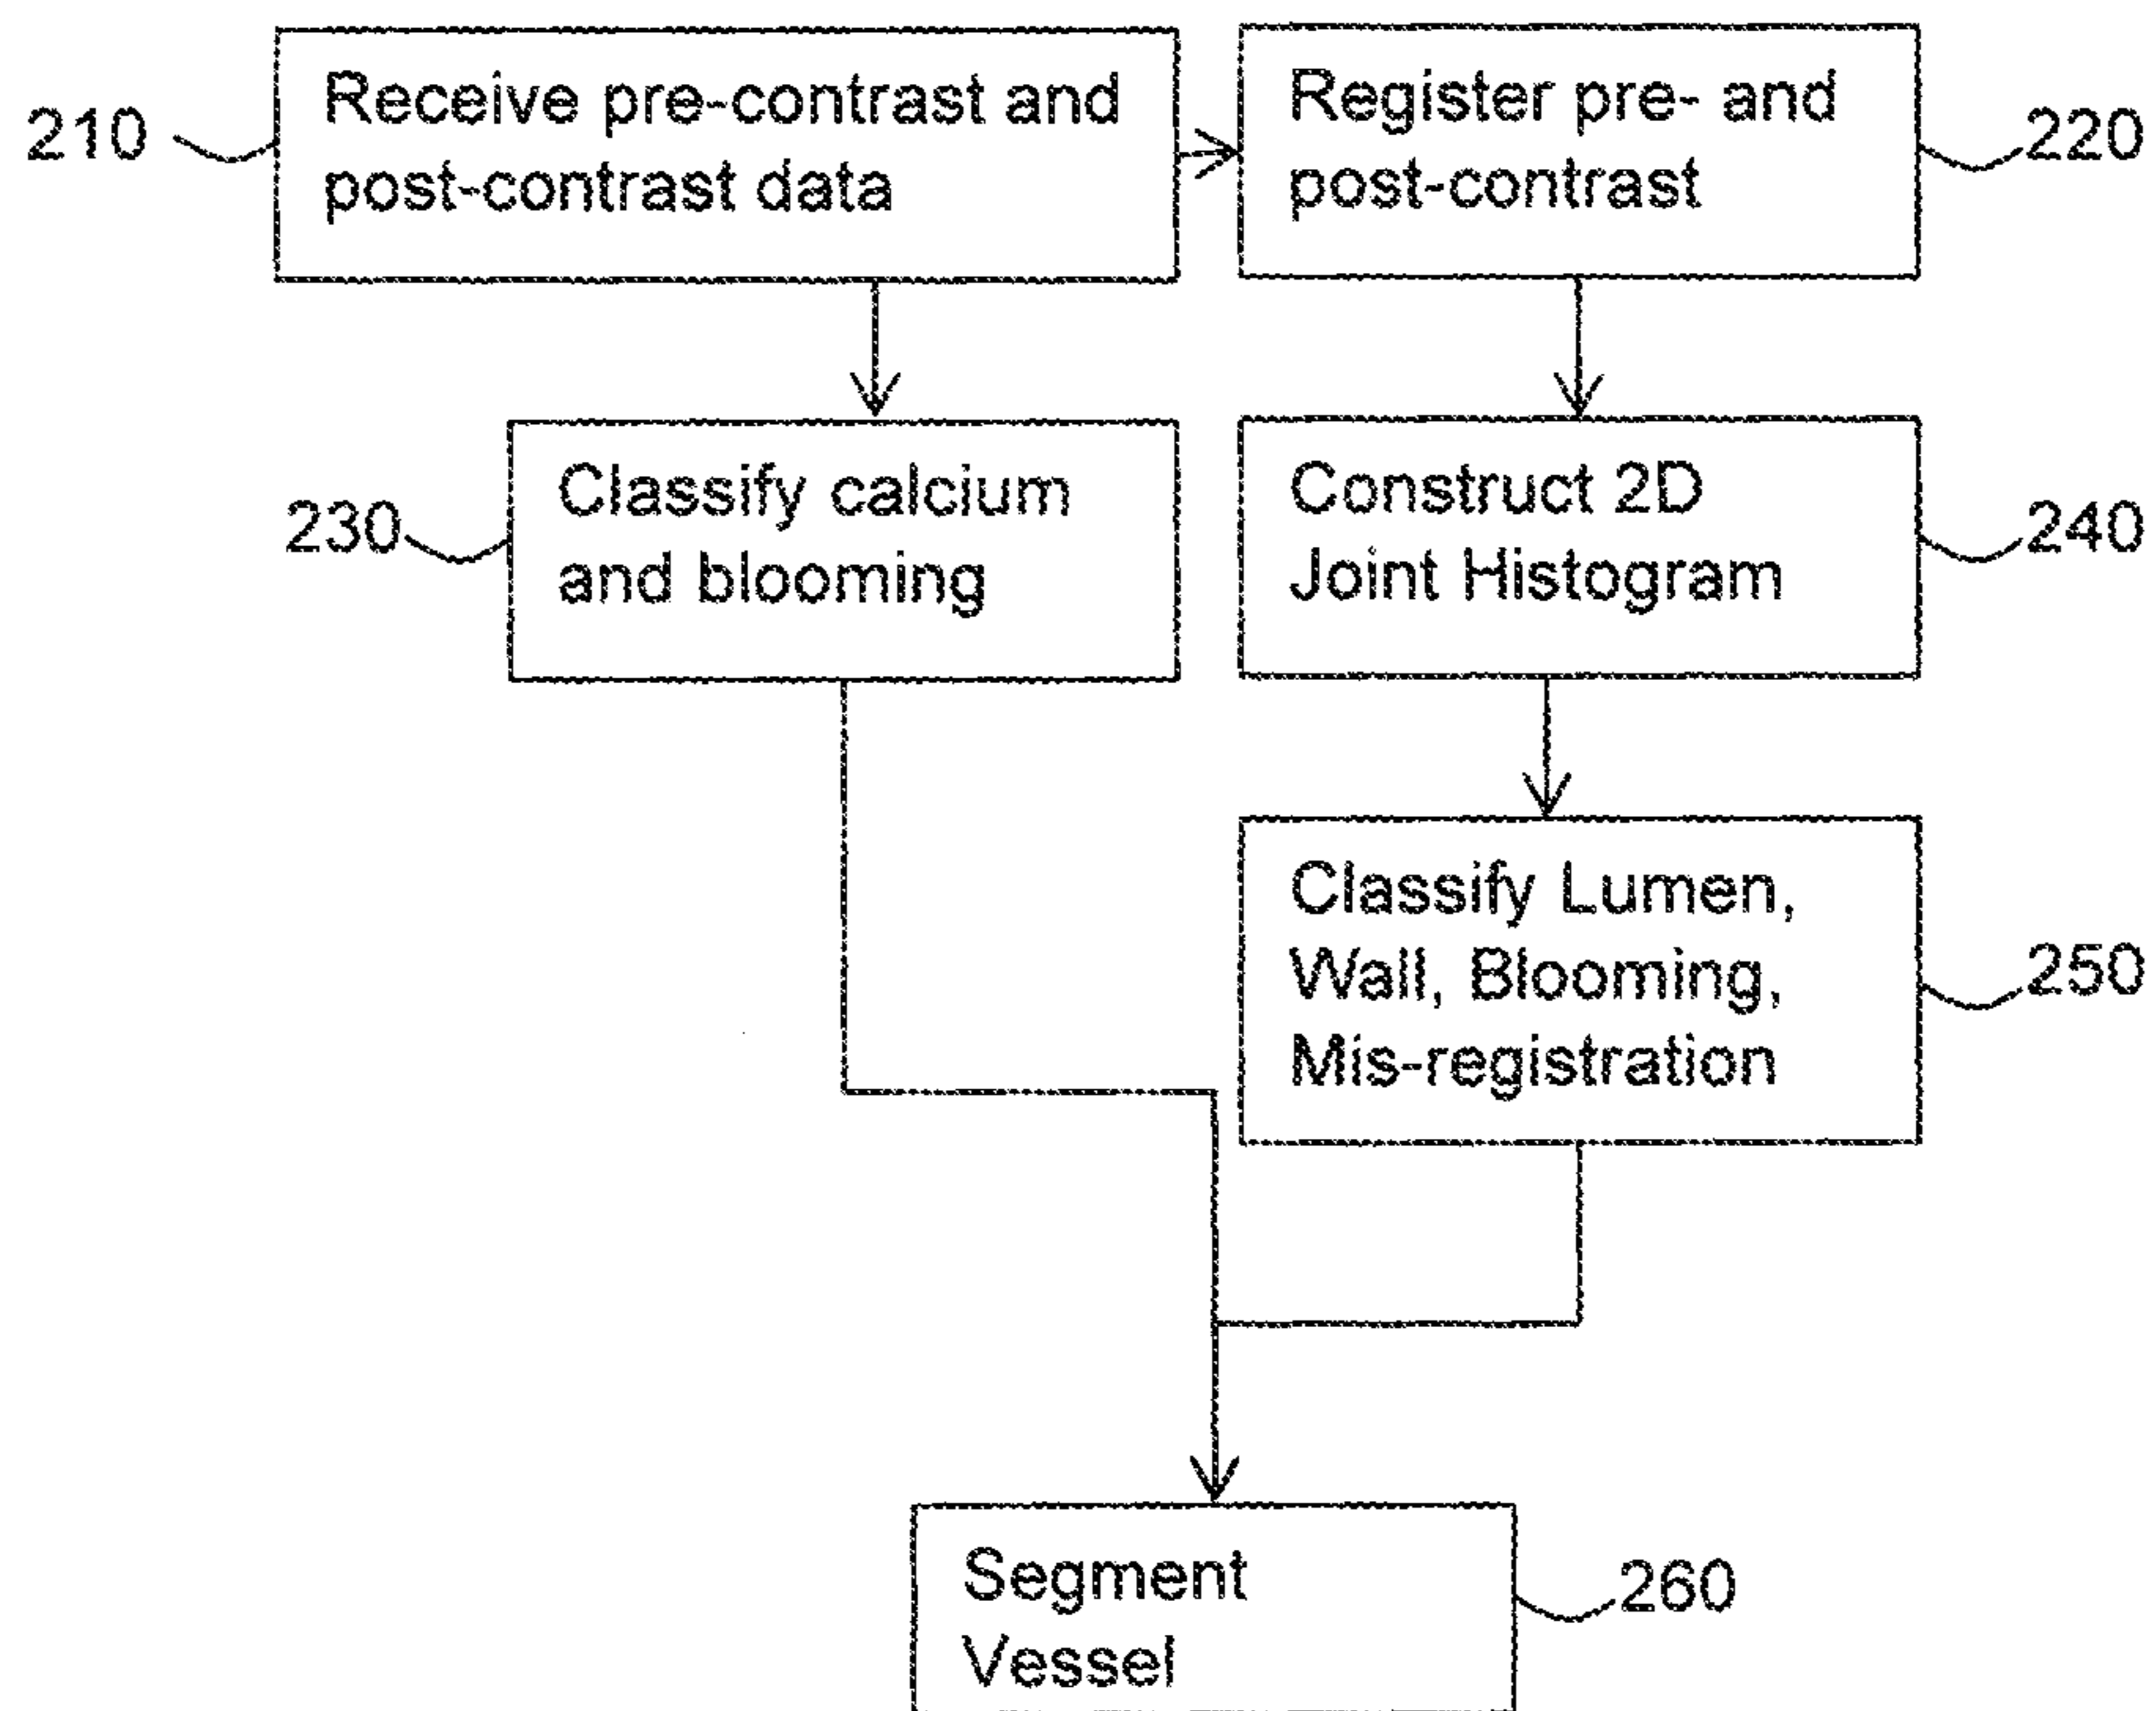 210
Receive pre-contrast and
post-contrast data
Register pre- and
post-contrast
220
230
Classify calcium
and blooming
Construct 2D
Joint Histogram
240
Classify Lumen,
Wall, Blooming,
Mis-registration
250
Segment
Vessel
260